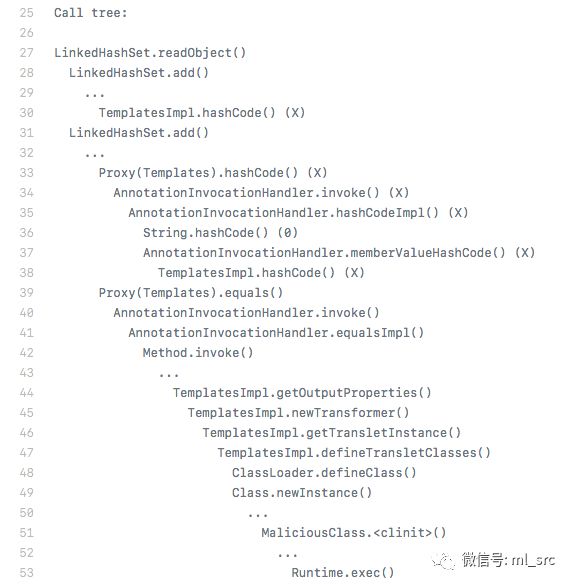 25 Call tree:
26
27 LinkedHashSet.readObject()
28 LinkedHashSet.add()
29 ...
30 TemplatesImpl.hashCode() (X)
31 LinkedHashSet.add()
32 ...
33 Proxy(Templates).hashCode() (X)
34 AnnotationInvocationHandler.invoke() (X)
35 AnnotationInvocationHandler.hashCodeImpl() (X)
36 String.hashCode() (0)
37 AnnotationInvocationHandler.memberValueHashCode() (X)
38 TemplatesImpl.hashCode() (X)
39 Proxy(Templates).equals()
40 AnnotationInvocationHandler.invoke()
41 AnnotationInvocationHandler.equalsImpl()
42 Method.invoke()
43 ...
44 TemplatesImpl.getOutputProperties()
45 TemplatesImpl.newTransformer()
46 TemplatesImpl.getTransletInstance()
47 TemplatesImpl.defineTransletClasses()
48 ClassLoader.defineClass()
49 Class.newInstance()
50 ...
51 MaliciousClass.<clinit>()
52 ...
53 Runtime.exec()
微信号: ml_src